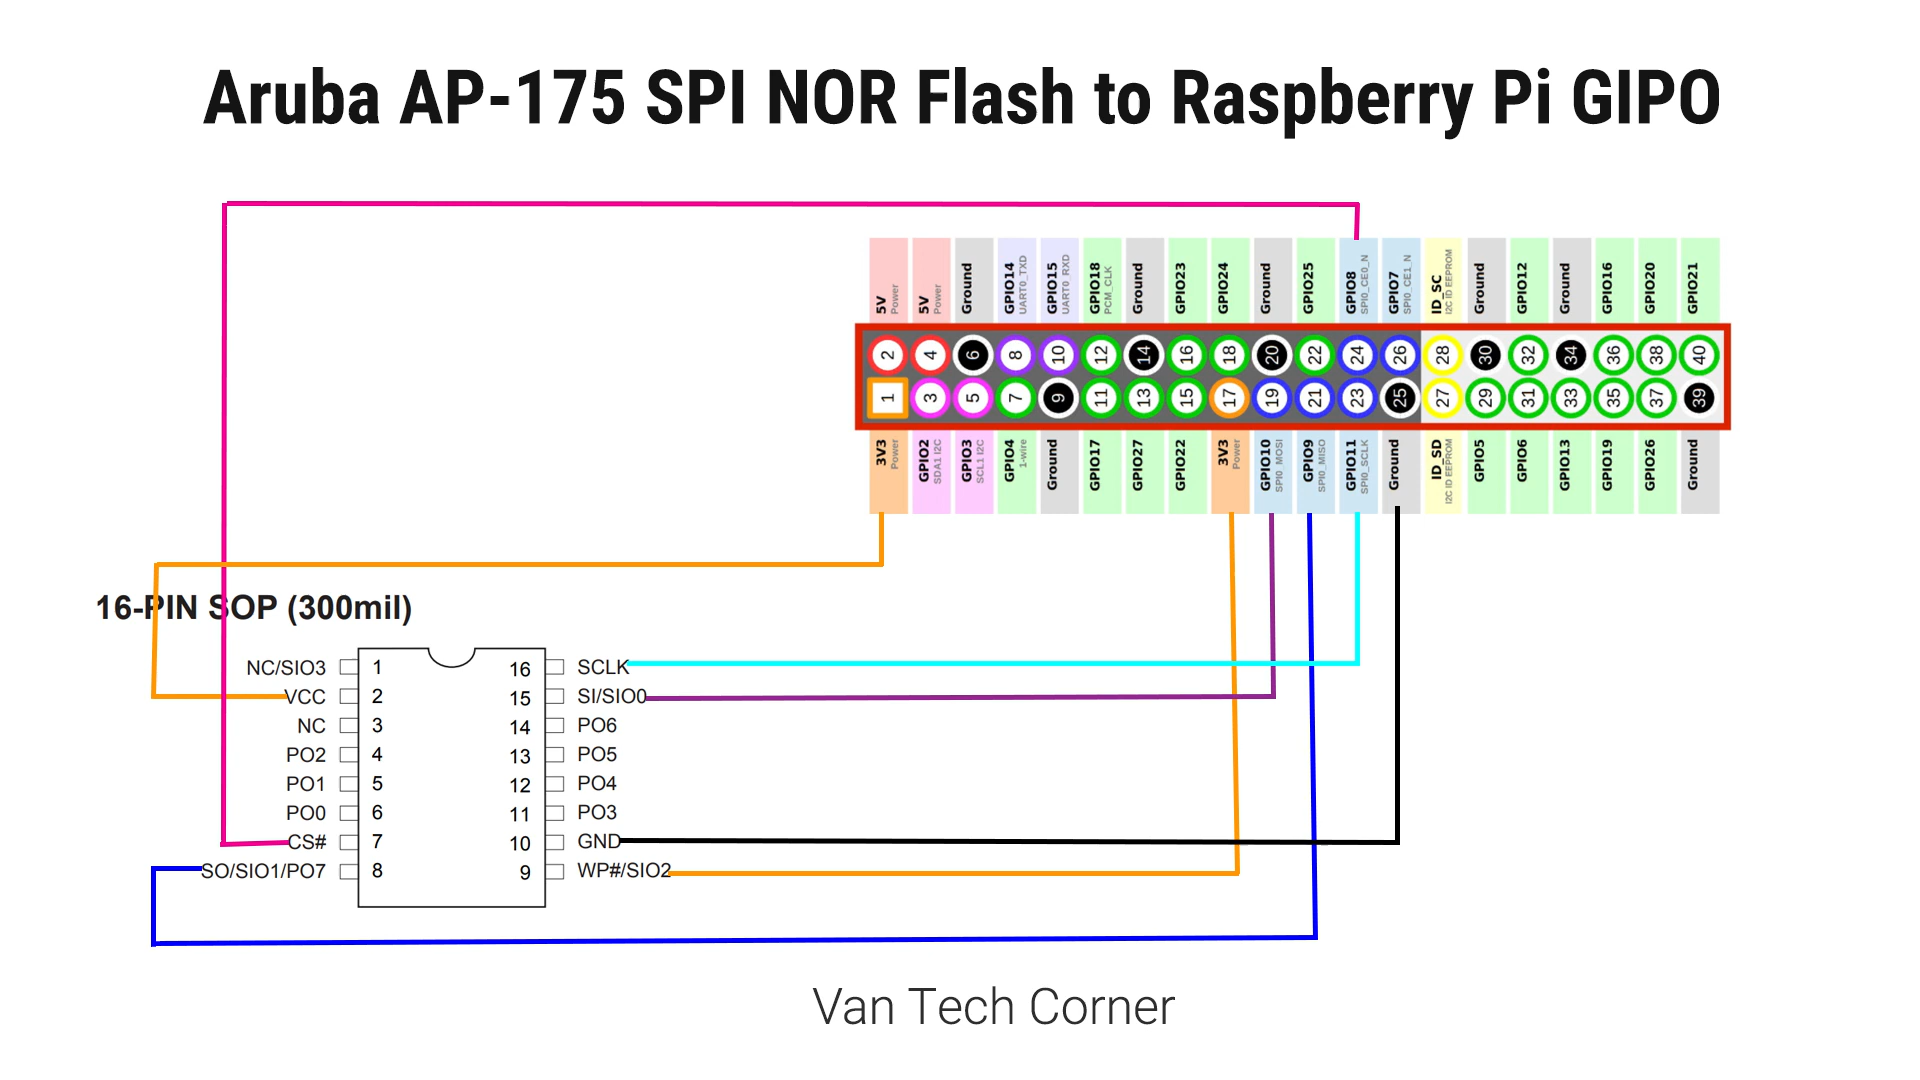 Aruba AP-175 SPI NOR Flash to Raspberry Pi GIPO
5V Power
5V Power
Ground
GPIO14 UART0_TXD
GPIO15 UART0_RXD
GPIO18 PCM_CLK
Ground
GPIO23
GPIO24
Ground
GPIO25
GPIO8 SPI0_CE0_N
GPIO7 SPI0_CE1_N
ID_SC I2C ID EEPROM
Ground
GPIO12
Ground
GPIO16
GPIO20
GPIO21
2 4 6 8 10 12 14 16 18 20 22 24 26 28 30 32 34 36 38 40
1 3 5 7 9 11 13 15 17 19 21 23 25 27 29 31 33 35 37 39
3V3 Power
GPIO2 SDA1 I2C
GPIO3 SCL1 I2C
GPIO4 1-wire
Ground
GPIO17
GPIO27
GPIO22
3V3 Power
GPIO10 SPI0_MOSI
GPIO9 SPI0_MISO
GPIO11 SPI0_SCLK
Ground
ID_SD I2C ID EEPROM
GPIO5
GPIO6
GPIO13
GPIO19
GPIO26
Ground
16-PIN SOP (300mil)
NC/SIO3 1 16 SCLK
VCC 2 15 SI/SIO0
NC 3 14 PO6
PO2 4 13 PO5
PO1 5 12 PO4
PO0 6 11 PO3
CS# 7 10 GND
SO/SIO1/PO7 8 9 WP#/SIO2
Van Tech Corner